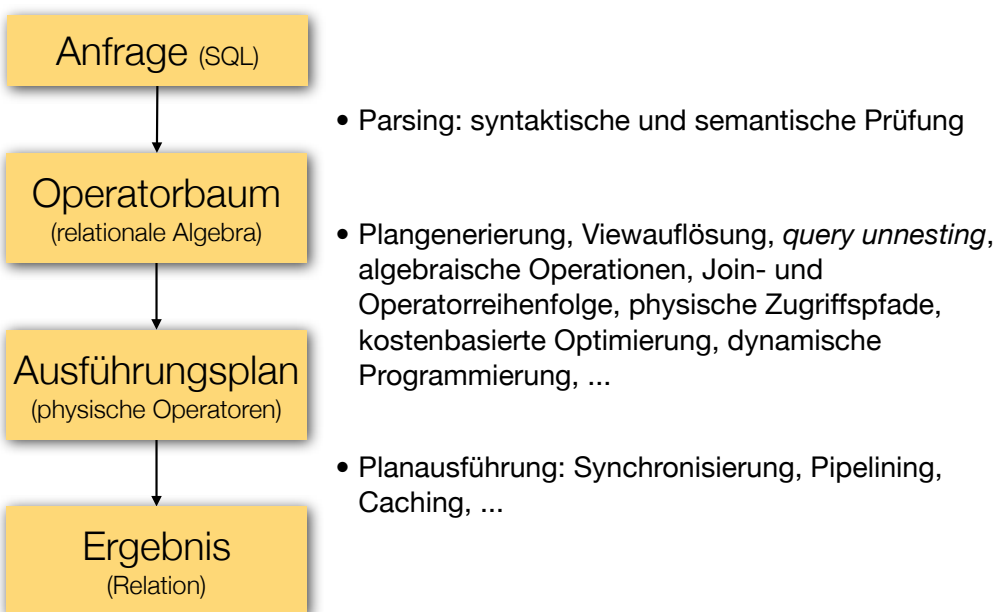 Anfrage (SQL)
• Parsing: syntaktische und semantische Prüfung
Operatorbaum
(relationale Algebra)
• Plangenerierung, Viewauflösung, query unnesting,
algebraische Operationen, Join- und
Operatorreihenfolge, physische Zugriffspfade,
kostenbasierte Optimierung, dynamische
Programmierung, ...
Ausführungsplan
(physische Operatoren)
• Planausführung: Synchronisierung, Pipelining,
Caching, ...
Ergebnis
(Relation)